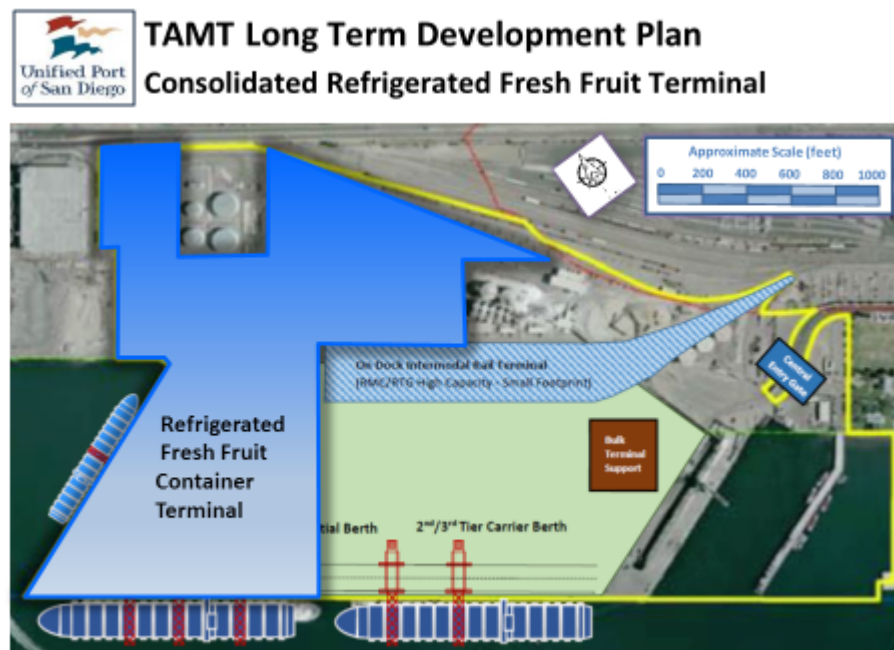 Unified Port
of San Diego
TAMT Long Term Development Plan
Consolidated Refrigerated Fresh Fruit Terminal
Approximate Scale (feet)
0 200 400 600 800 1000
On Dock Intermodal Rail Terminal
(RMC/RTG High Capacity - Small Footprint)
Central
Entry Gate
Refrigerated
Fresh Fruit
Container
Terminal
Bulk
Terminal
Support
tial Berth
2nd/3rd Tier Carrier Berth